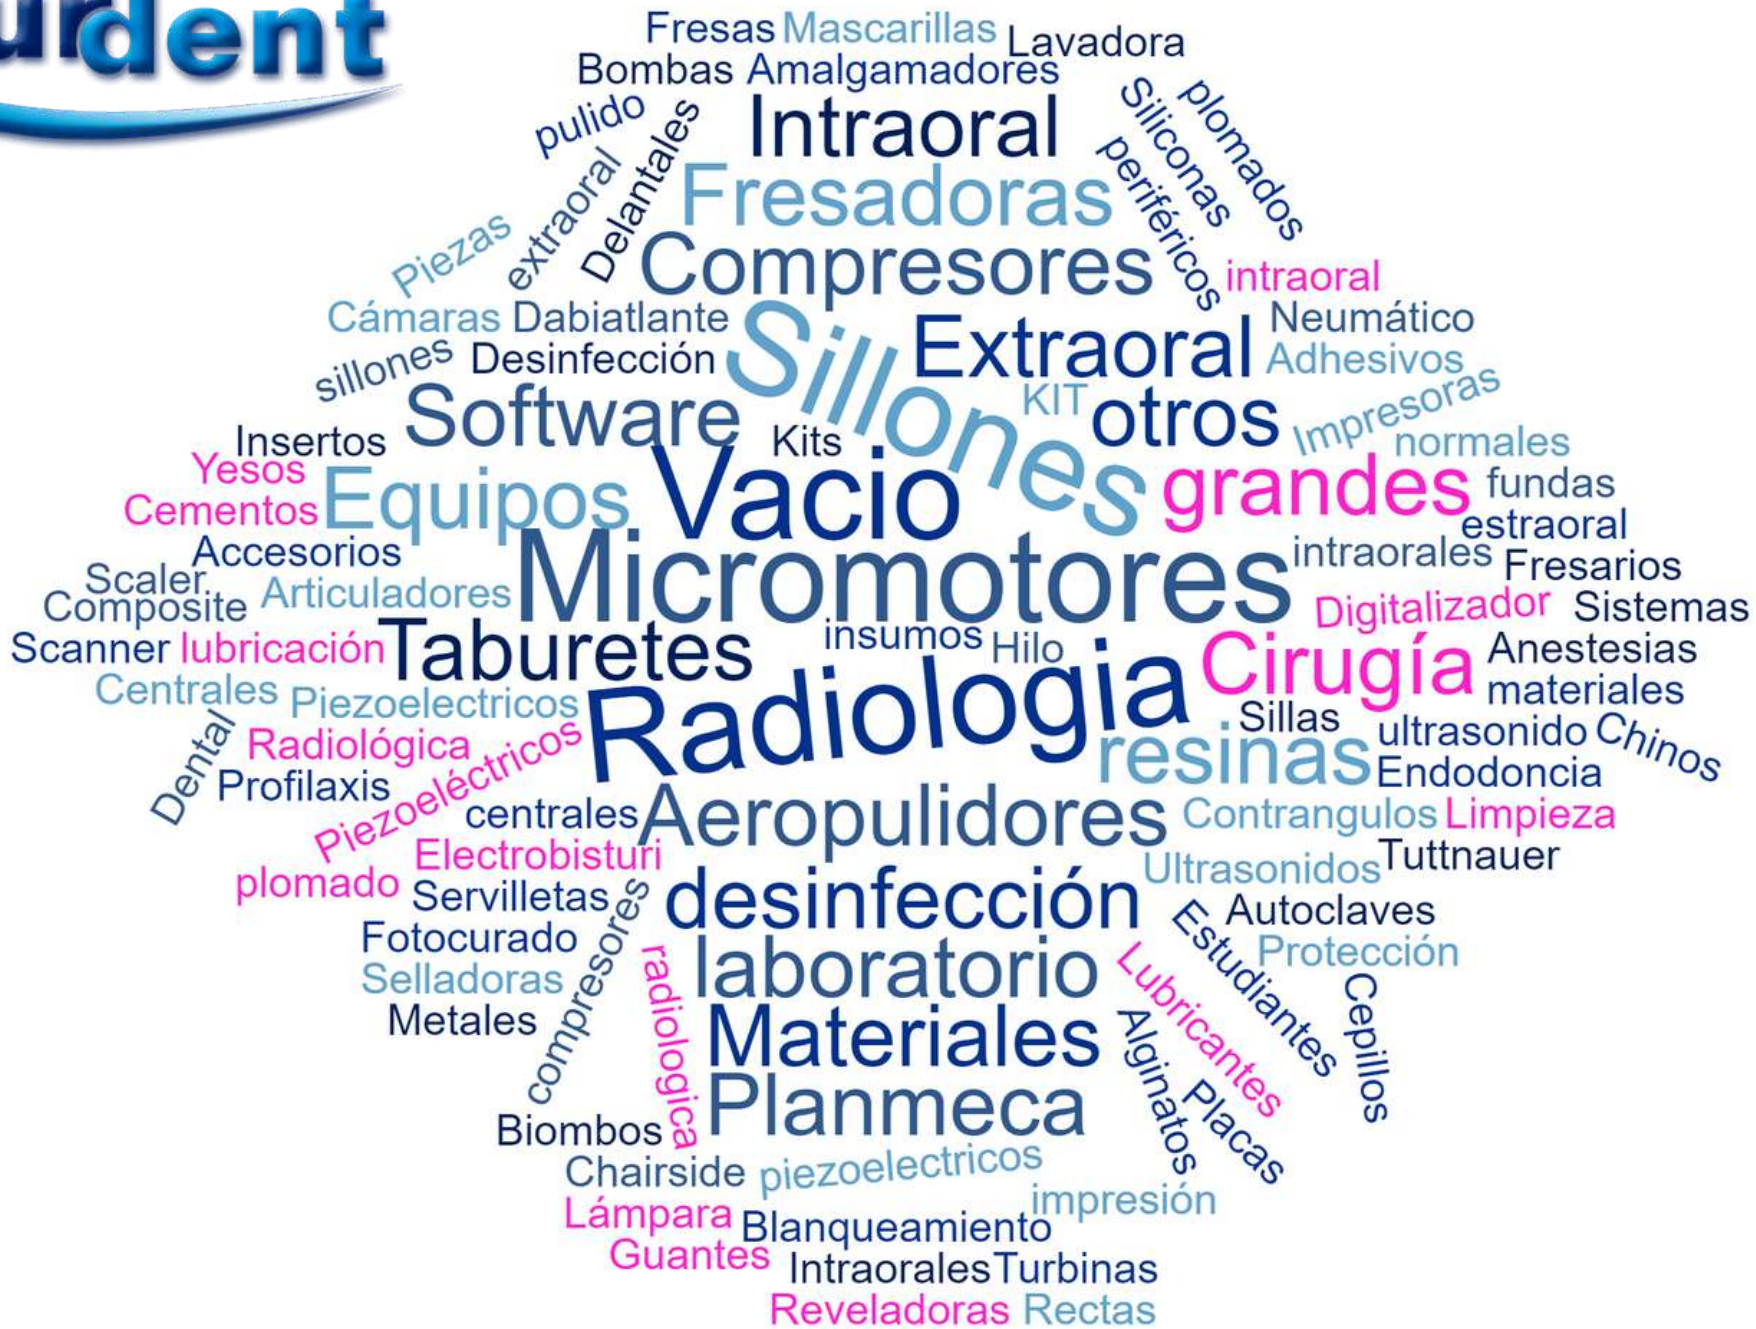 urdent
Fresas Mascarillas Lavadora
Bombas Amalgamadores
pulido Delantales Intraoral Siliconas plomados
extraoral Fresadoras periféricos
Piezas Compresores intraoral
Cámaras Dabiatlante Sillones Extraoral Neumático
sillones Desinfección Adhesivos
Software KIT otros Impresoras
Insertos Kits normales
Yesos Equipos Vacio grandes fundas
Cementos estraoral
Accesorios Micromotores intraorales Fresarios
Scaler
Composite Articuladores Digitalizador Sistemas
Scanner lubricación Taburetes insumos Hilo Cirugía Anestesias
Centrales Piezoelectricos Radiologia materiales
Dental Radiológica Sillas ultrasonido Chinos
Profilaxis Piezoeléctricos resinas Endodoncia
centrales Aeropulidores Contrangulos Limpieza
Electrobisturi Ultrasonidos Tuttnauer
plomado Servilletas desinfección Autoclaves
Fotocurado compresores Estudiantes Protección
Selladoras radiologica laboratorio Lubricantes Cepillos
Metales Materiales Alginatos
Biombos Planmeca Placas
Chairside piezoelectricos
Lámpara Blanqueamiento impresión
Guantes Intraorales Turbinas
Reveladoras Rectas